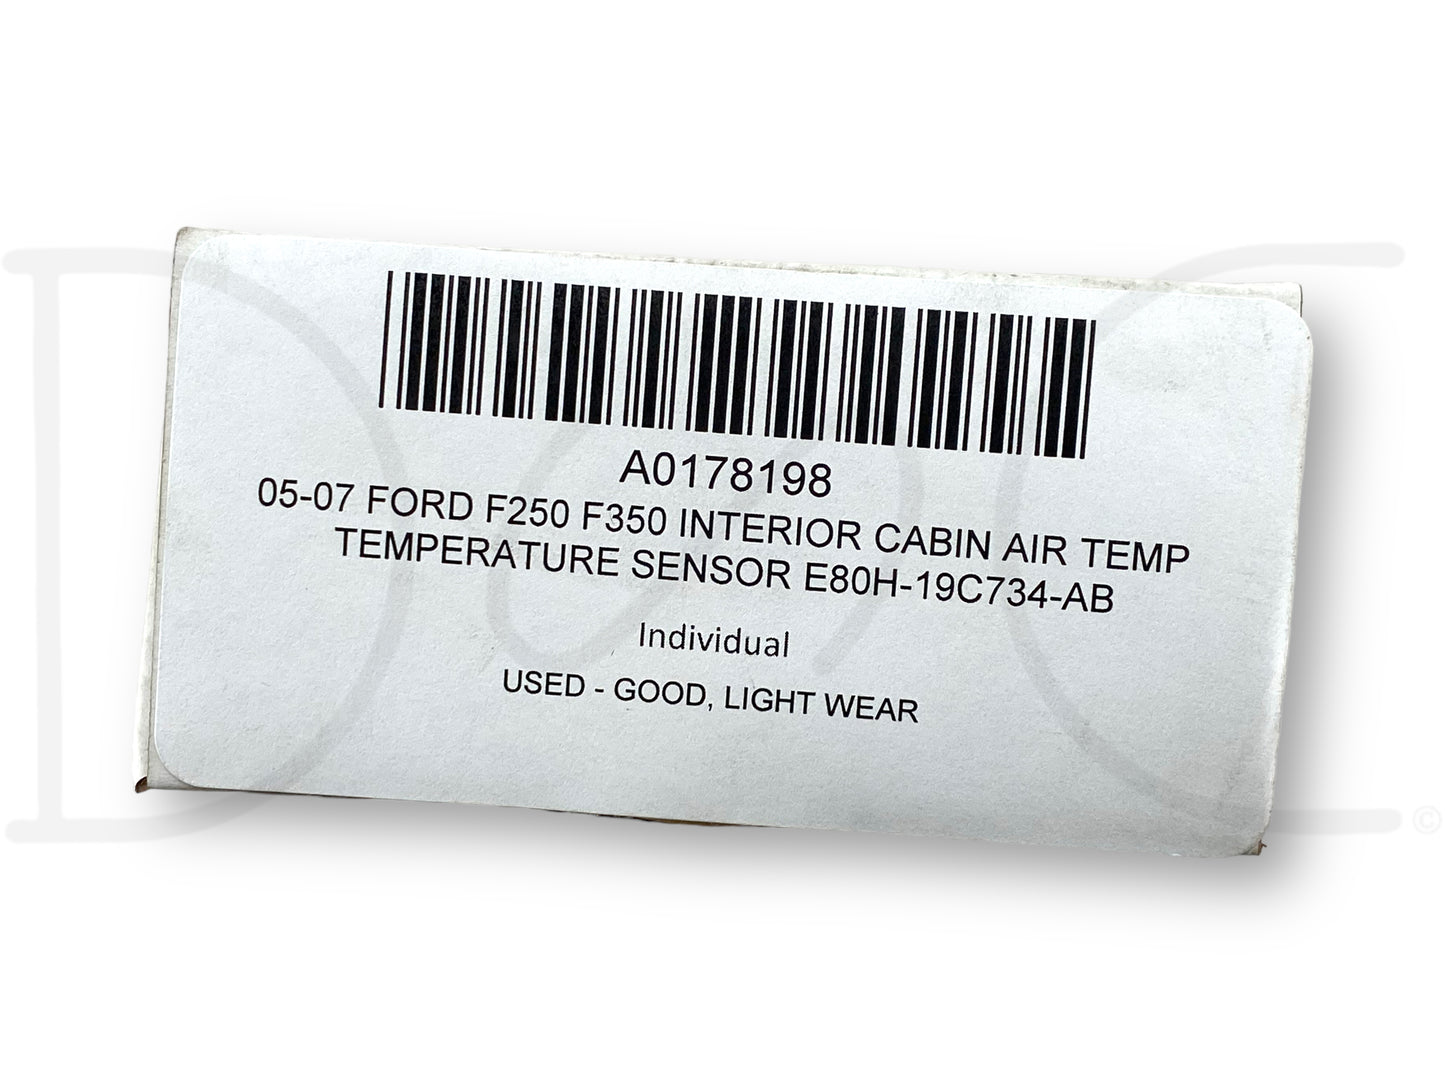 A0178198
05-07 FORD F250 F350 INTERIOR CABIN AIR TEMP
TEMPERATURE SENSOR E80H-19C734-AB
Individual
USED - GOOD, LIGHT WEAR
©